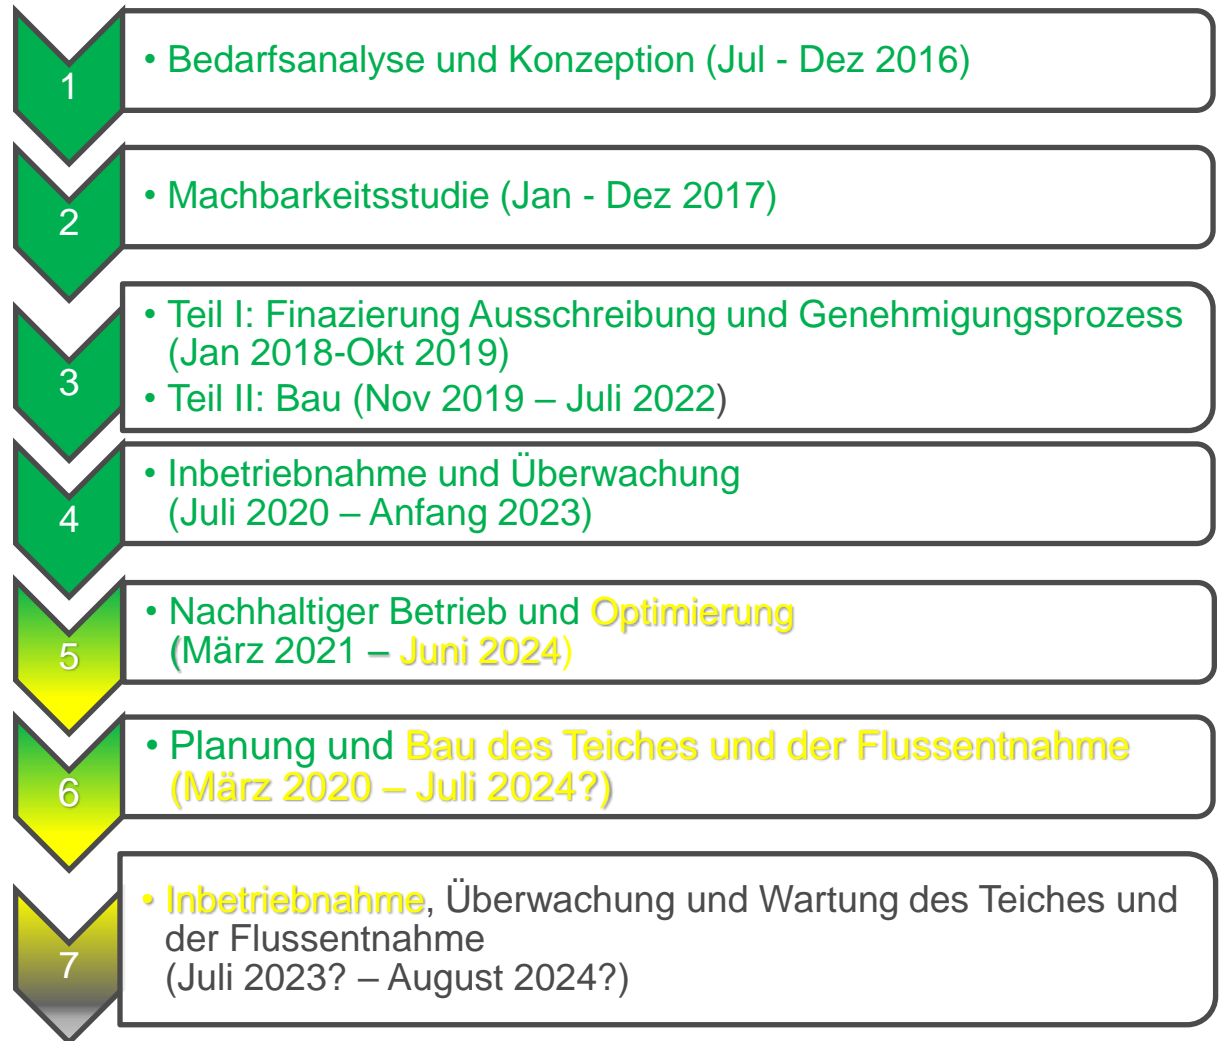 1
• Bedarfsanalyse und Konzeption (Jul - Dez 2016)
2
• Machbarkeitsstudie (Jan - Dez 2017)
3
• Teil I: Finazierung Ausschreibung und Genehmigungsprozess
(Jan 2018-Okt 2019)
• Teil II: Bau (Nov 2019 – Juli 2022)
4
• Inbetriebnahme und Überwachung
(Juli 2020 – Anfang 2023)
5
• Nachhaltiger Betrieb und Optimierung
(März 2021 – Juni 2024)
6
• Planung und Bau des Teiches und der Flussentnahme
(März 2020 – Juli 2024?)
7
• Inbetriebnahme, Überwachung und Wartung des Teiches und
der Flussentnahme
(Juli 2023? – August 2024?)